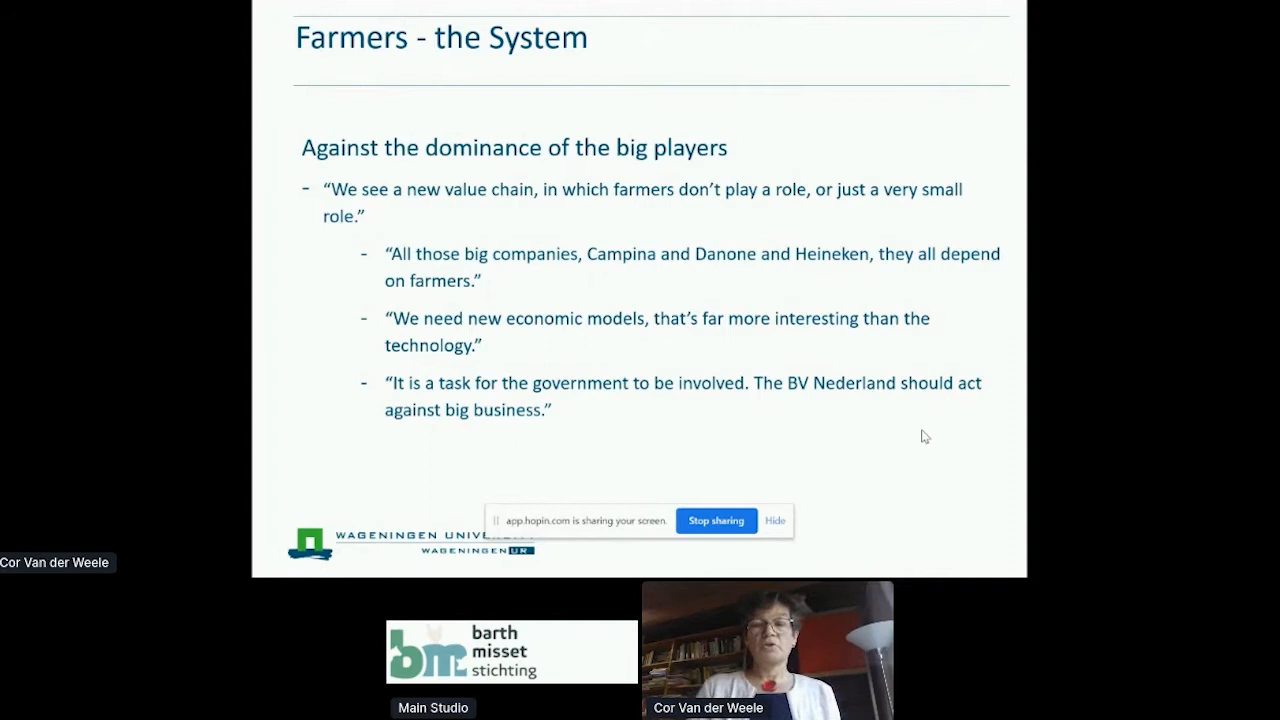 Farmers - the System
Against the dominance of the big players
- “We see a new value chain, in which farmers don’t play a role, or just a very small
role.”
- “All those big companies, Campina and Danone and Heineken, they all depend
on farmers.”
- “We need new economic models, that’s far more interesting than the
technology.”
- “It is a task for the government to be involved. The BV Nederland should act
against big business.”
app.hopin.com is sharing your screen.
Stop sharing
Hide
WAGENINGEN
WAGENINGEN UR
Cor Van der Weele
bm
barth
misset
stichting
Main Studio
Cor Van der Weele